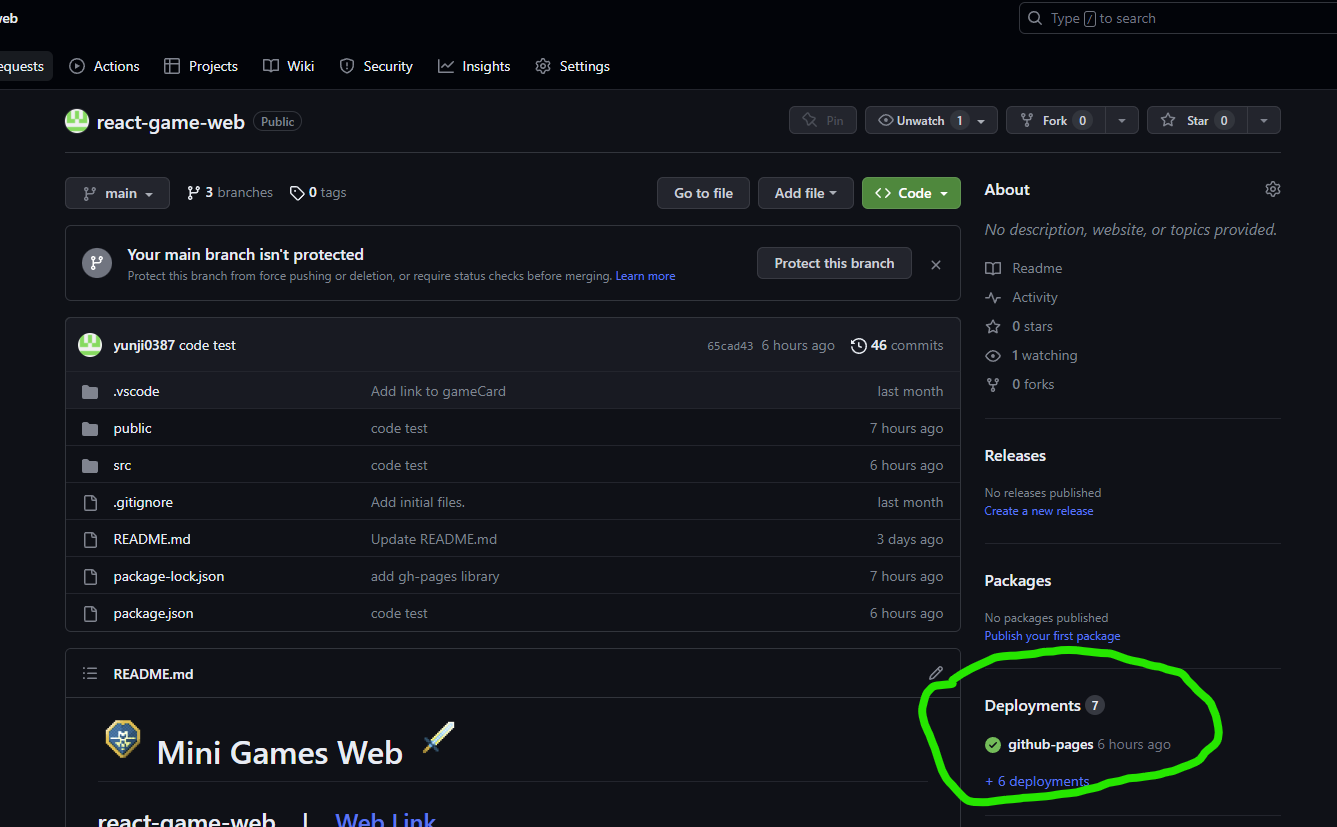 web
Type / to search
equests Actions Projects Wiki Security Insights Settings
react-game-web Public
Pin Unwatch 1 Fork 0 Star 0
main 3 branches 0 tags Go to file Add file <> Code
Your main branch isn't protected
Protect this branch from force pushing or deletion, or require status checks before merging. Learn more
Protect this branch
yunji0387 code test 65cad43 6 hours ago 46 commits
.vscode Add link to gameCard last month
public code test 7 hours ago
src code test 6 hours ago
.gitignore Add initial files. last month
README.md Update README.md 3 days ago
package-lock.json add gh-pages library 7 hours ago
package.json code test 6 hours ago
README.md
Mini Games Web
react-game-web | Web Link
About
No description, website, or topics provided.
Readme
Activity
0 stars
1 watching
0 forks
Releases
No releases published
Create a new release
Packages
No packages published
Publish your first package
Deployments 7
github-pages 6 hours ago
+ 6 deployments